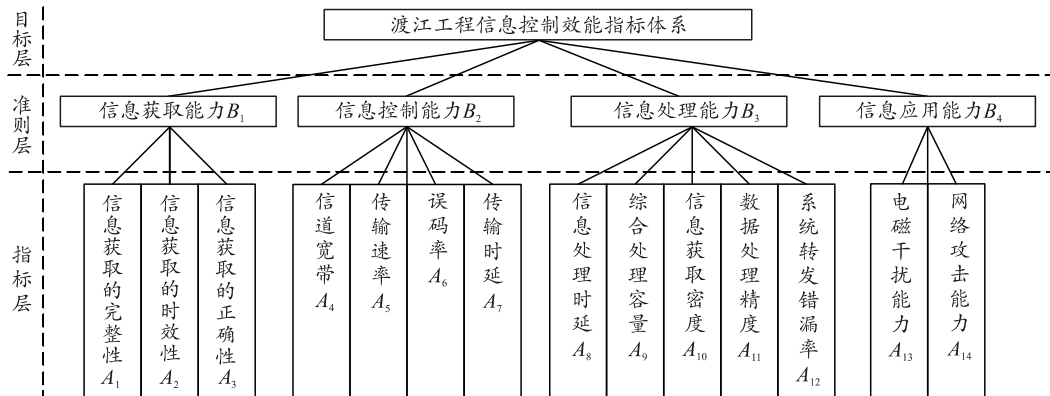 目标层
渡江工程信息控制效能指标体系
准则层
信息获取能力B₁
信息控制能力B₂
信息处理能力B₃
信息应用能力B₄
指标层
信息获取的完整性A₁
信息获取的时效性A₂
信息获取的正确性A₃
信道宽带A₄
传输速率A₅
误码率A₆
传输时延A₇
信息处理时延A₈
综合处理容量A₉
信息获取密度A₁₀
数据处理精度A₁₁
系统转发错漏率A₁₂
电磁干扰能力A₁₃
网络攻击能力A₁₄